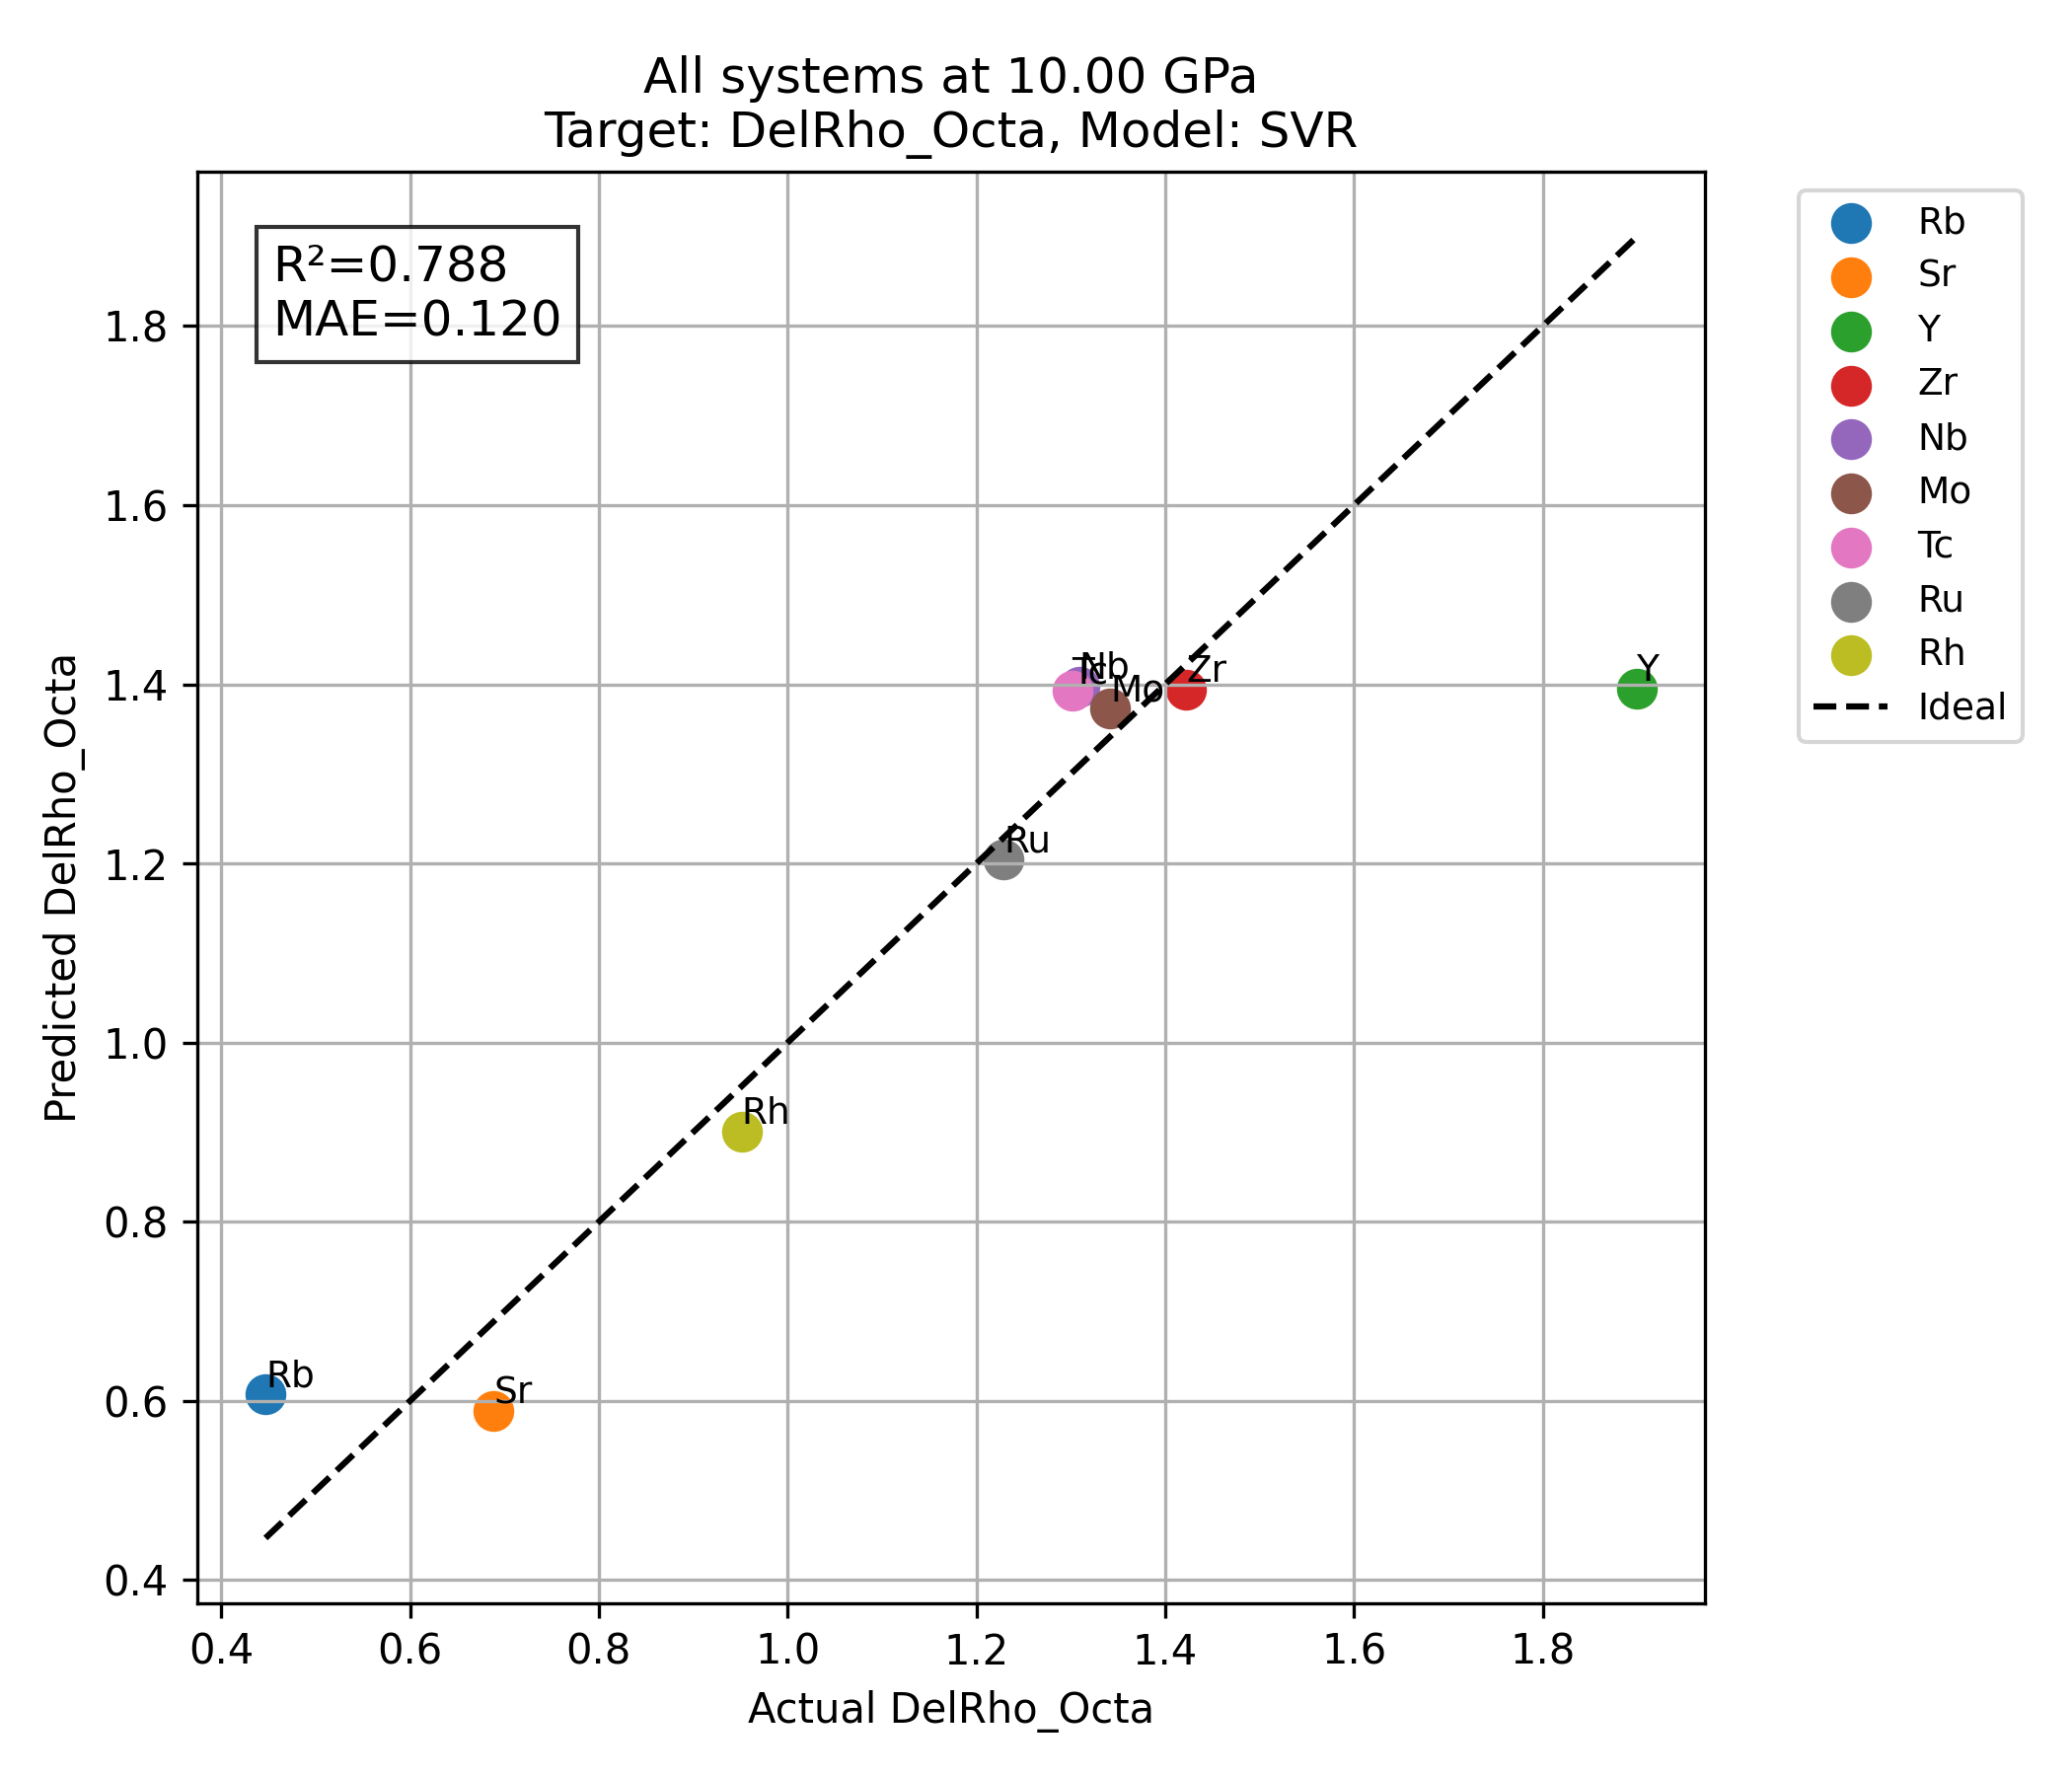 All systems at 10.00 GPa
Target: DelRho_Octa, Model: SVR
R²=0.788
MAE=0.120
Predicted DelRho_Octa
1.8
1.6
1.4
1.2
1.0
0.8
0.6
0.4
Nb
Tc
Mo
Zr
Y
Ru
Rh
Rb
Sr
0.4 0.6 0.8 1.0 1.2 1.4 1.6 1.8
Actual DelRho_Octa
Rb
Sr
Y
Zr
Nb
Mo
Tc
Ru
Rh
Ideal